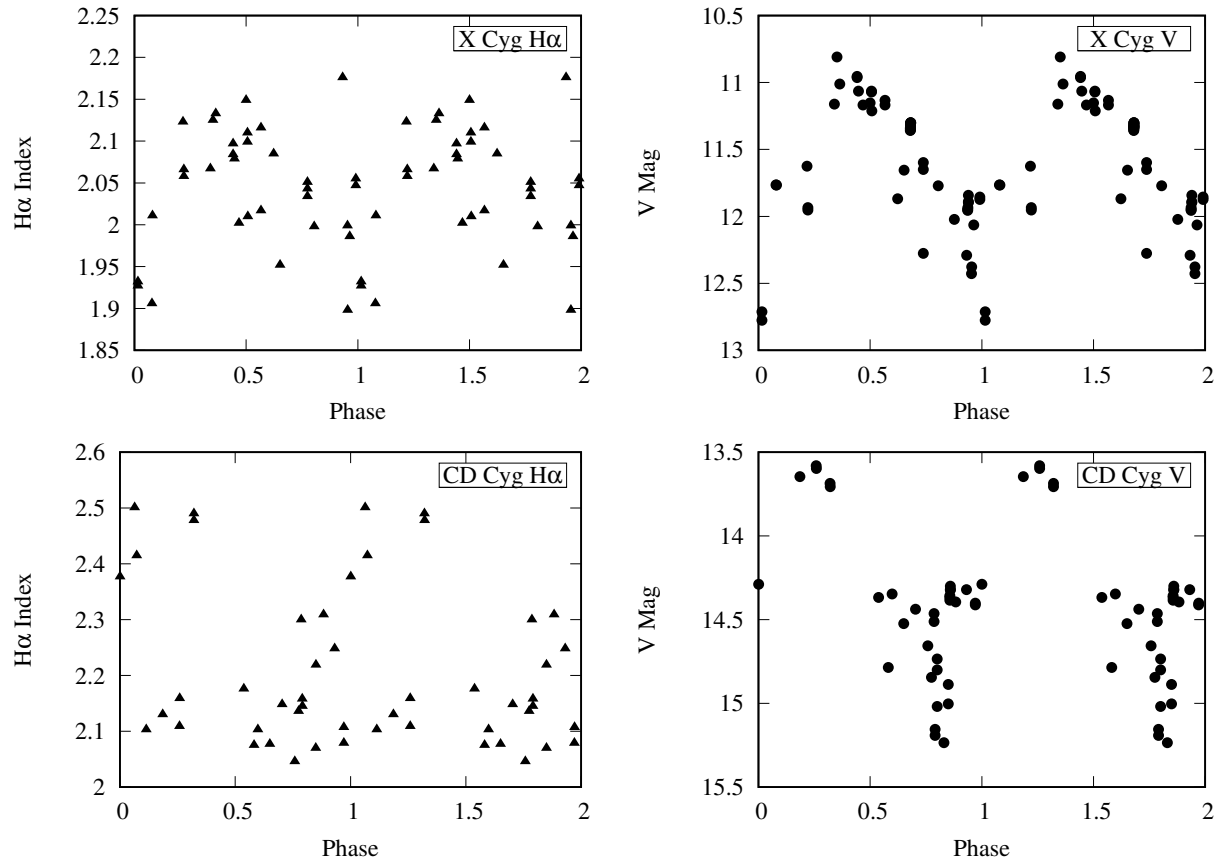 X Cyg Hα
Hα Index
2.25
2.2
2.15
2.1
2.05
2
1.95
1.9
1.85
0 0.5 1 1.5 2
Phase
X Cyg V
V Mag
10.5
11
11.5
12
12.5
13
0 0.5 1 1.5 2
Phase
CD Cyg Hα
Hα Index
2.6
2.5
2.4
2.3
2.2
2.1
2
0 0.5 1 1.5 2
Phase
CD Cyg V
V Mag
13.5
14
14.5
15
15.5
0 0.5 1 1.5 2
Phase